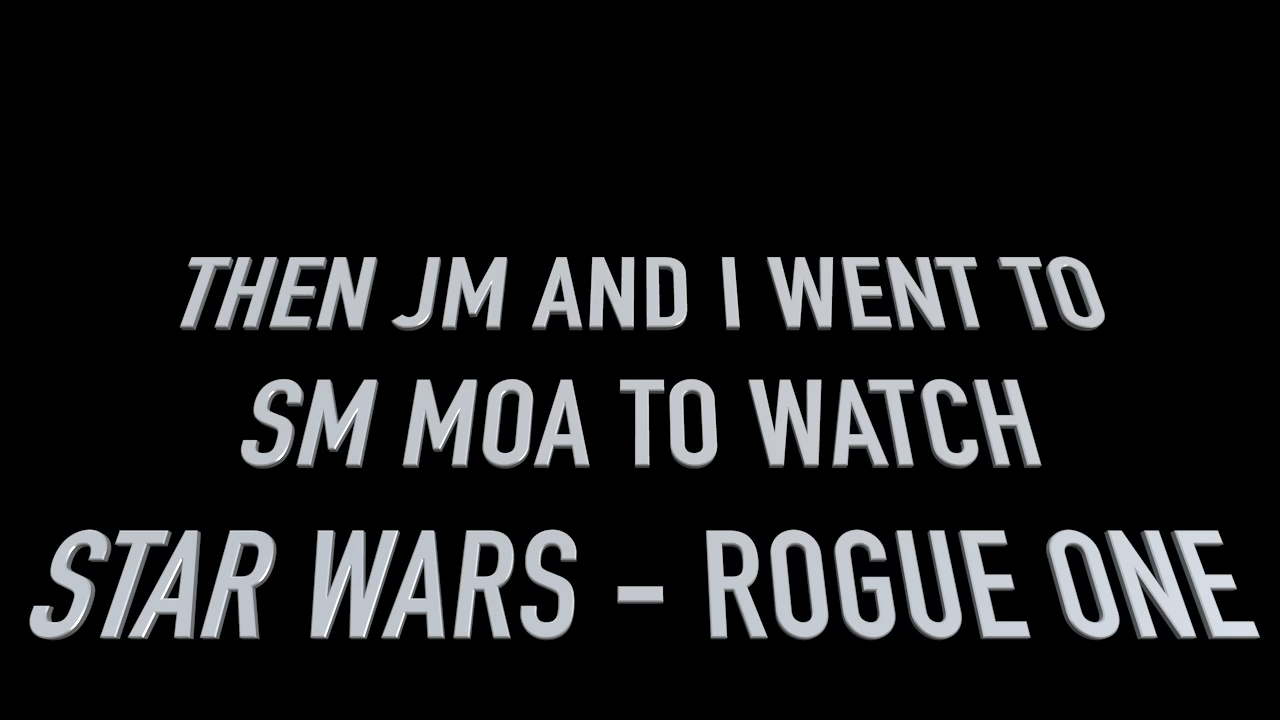 THEN JM AND I WENT TO
SM MOA TO WATCH
STAR WARS - ROGUE ONE